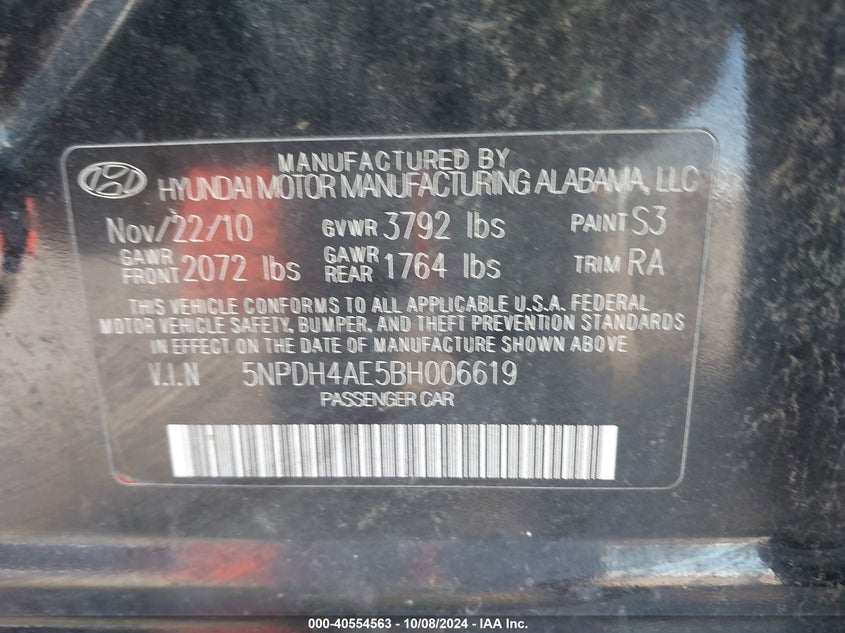 MANUFACTURED BY
HYUNDAI MOTOR MANUFACTURING ALABAMA, LLC
Nov/22/10 GVWR 3792 lbs PAINT S3
GAWR FRONT 2072 lbs GAWR REAR 1764 lbs TRIM RA
THIS VEHICLE CONFORMS TO ALL APPLICABLE U.S.A. FEDERAL
MOTOR VEHICLE SAFETY, BUMPER, AND THEFT PREVENTION STANDARDS
IN EFFECT ON THE DATE OF MANUFACTURE SHOWN ABOVE
V.I.N 5NPDH4AE5BH006619
PASSENGER CAR
000-40554563 - 10/08/2024 - IAA Inc.